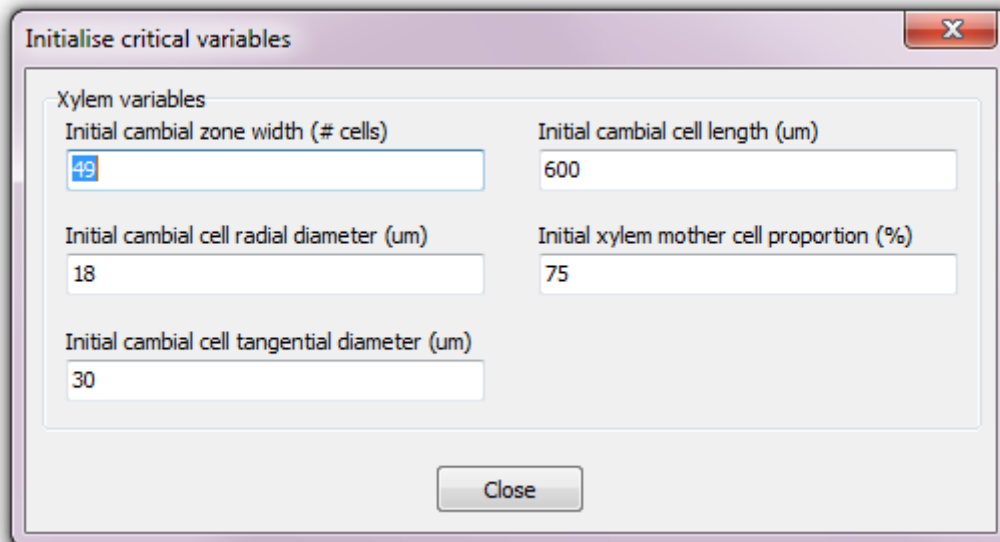 Initialise critical variables
Xylem variables
Initial cambial zone width (# cells)
Initial cambial cell length (um)
49
600
Initial cambial cell radial diameter (um)
Initial xylem mother cell proportion (%)
18
75
Initial cambial cell tangential diameter (um)
30
Close